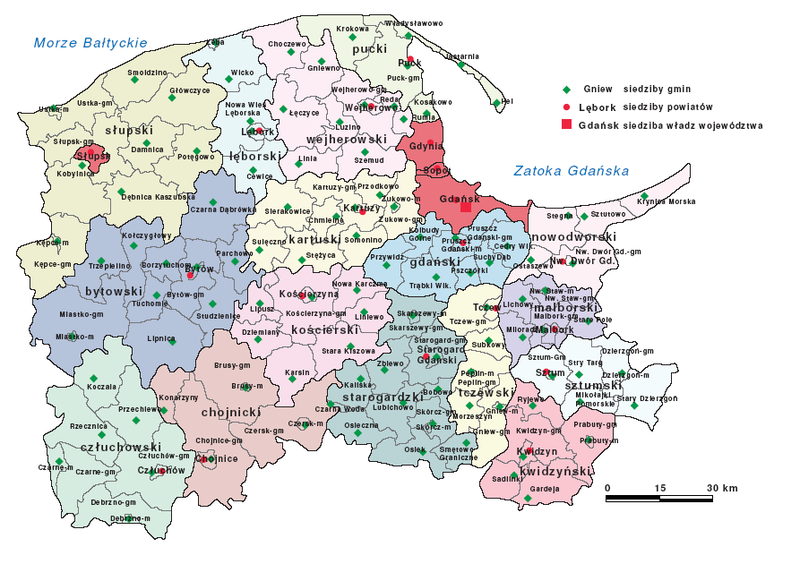 Morze Bałtyckie
Zatoka Gdańska
Gniew siedziby gmin
Lębork siedziby powiatów
Gdańsk siedziba władz województwa
0 15 30 km
Władysławowo
Krokowa
pucki
Choczewo
Łeba
Puck
Jastarnia
Gniewno
Puck-gm
Smołdzino
Wicko
Główczyce
Wejherowo-gm
Reda
Hel
Ustka-m
Ustka-gm
Nowa Wieś
Lęborska
Łęczyce
Wejherowo
Kosakowo
Rumia
słupski
Lębork
Luzino
wejherowski
Słupsk-gm
Damnica
Gdynia
Słupsk
Potęgowo
lęborski
Linia
Szemud
Kobylnica
Cewice
Sopot
Dębnica Kaszubska
Kartuzy-gm
Przodkowo
Żukowo-m
Gdańsk
Krynica Morska
Czarna Dąbrówka
Sierakowice
Kartuzy
Chmielno
Żukowo-gm
Stegna
Sztutowo
Kołczygłowy
Kolbudy
Górne
Pruszcz
Gdański-gm
nowodworski
Kępice-m
Sulęczno
kartuski
Somonino
Pruszcz
Gdański-m
Cedry Wlk.
Parchowo
Stężyca
Przywidz
gdański
Suchy Dąb
Nw. Dwór Gd.-gm
Kępice-gm
Trzebielino
Borzytuchom
Bytów
Pszczółki
Ostaszewo
Nw. Dwór Gd.
bytowski
Bytów-gm
Tuchomie
Kościerzyna
Nowa Karczma
Trąbki Wlk.
Nw. Staw-m
Nw. Staw-gm
Studzienice
Lipusz
Kościerzyna-gm
Liniewo
Skarszewy-m
Tczew
Lichowy
malborski
Miastko-gm
Skarszewy-gm
Tczew-gm
Malbork-gm
Stare Pole
Miastko-m
Lipnica
Dziemiany
kościerski
Malbork
Stara Kiszewa
Starogard-gm
Starogard
Gdański
Subkowy
Sztum-Gm
Dzierzgoń-gm
Brusy-gm
Karsin
Zblewo
Pelplin-m
Sztum
Stry Targ
Dzierzgoń-m
Koczała
Brusy-m
Kaliska
Pelplin-gm
sztumski
Konarzyny
starogardzki
Bobowo
tczewski
Ryjewo
Mikołajki
Pomorskie
Stary Dzierzgoń
Przechlewo
chojnicki
Czarna Woda
Lubichowo
Skórcz-gm
Morzeszyn
Gniew-m
Rzecznica
Czersk-gm
Czersk-m
Osieczna
Skórcz-m
Gniew-gm
Kwidzyn-gm
Prabuty-gm
Prabuty-m
człuchowski
Chojnice-gm
Człuchów-gm
Chojnice
Osiek
Smętowo
Graniczne
Kwidzyn
Czarne-m
Czarne-gm
Człuchów
kwidzyński
Sadlinki
Gardeja
Debrzno-gm
Debrzno-m